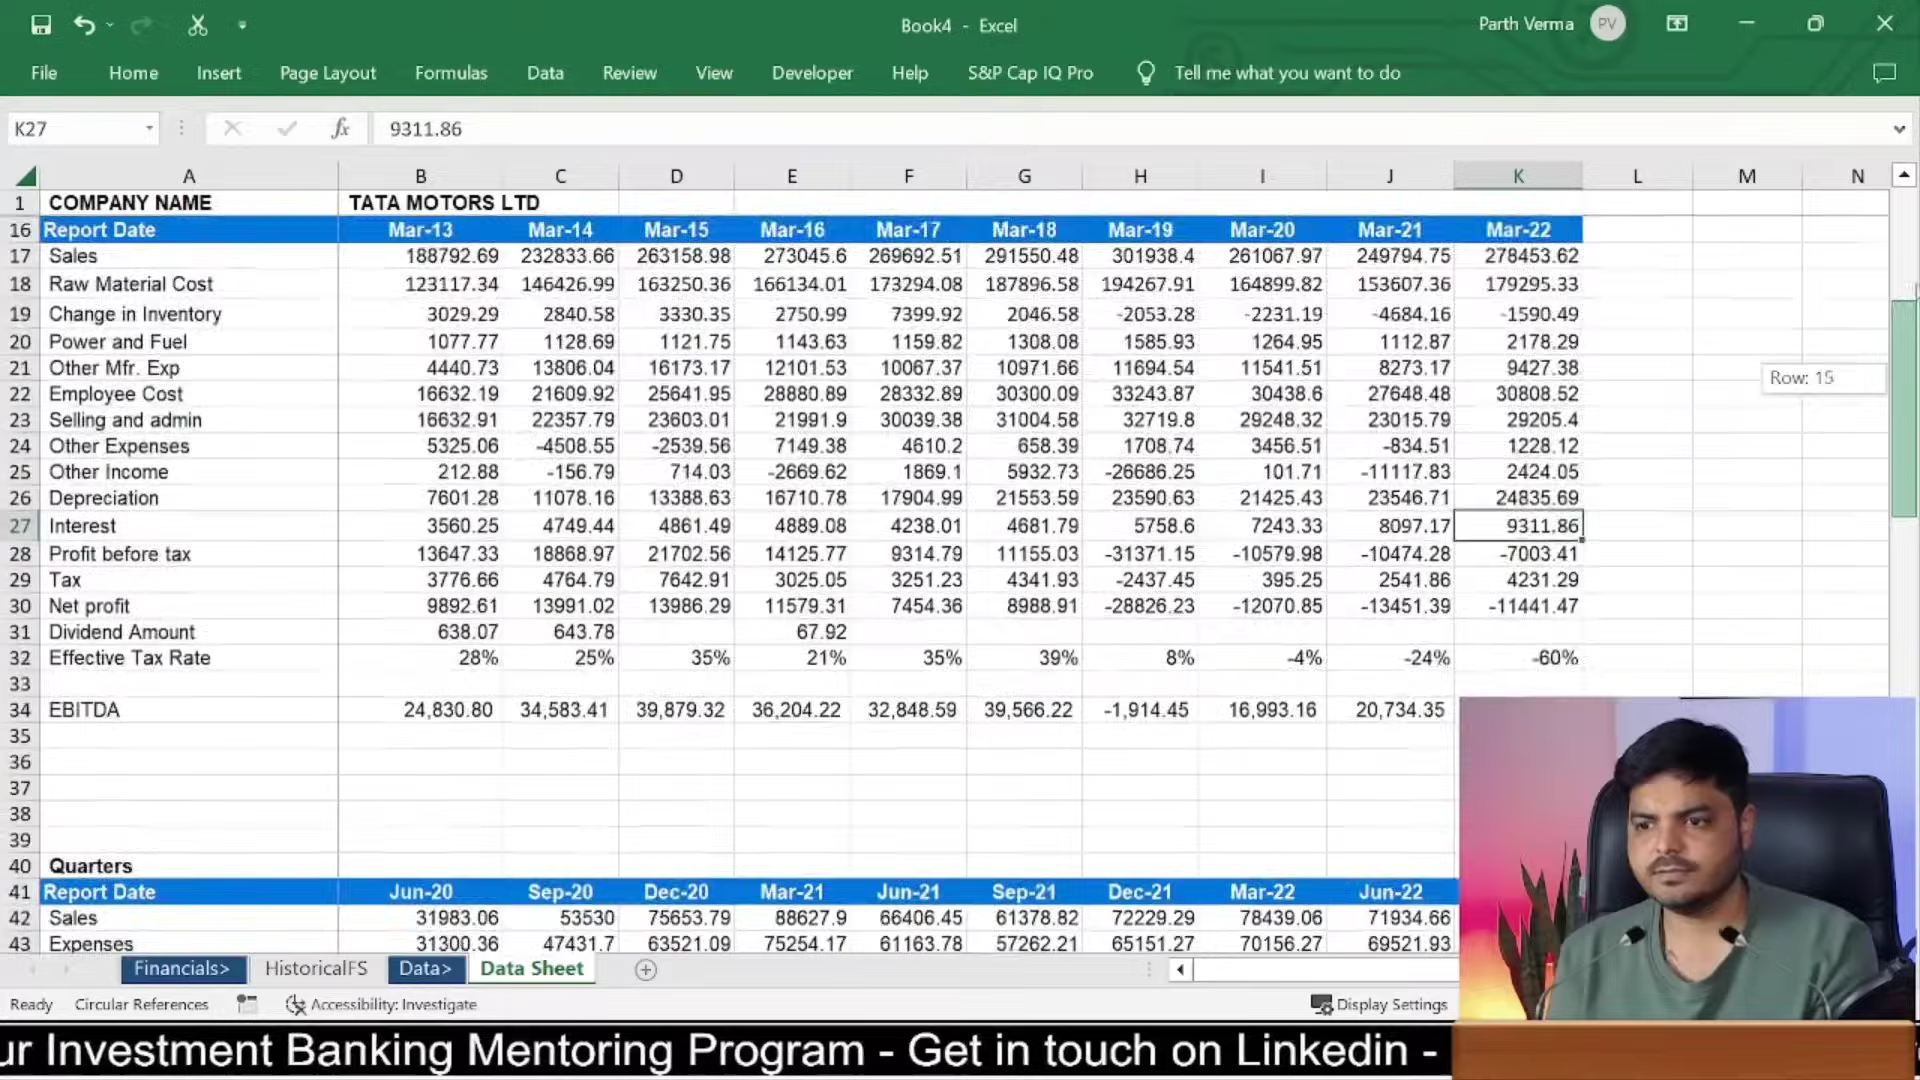 Book4 - Excel
Parth Verma PV
File Home Insert Page Layout Formulas Data Review View Developer Help S&P Cap IQ Pro Tell me what you want to do
K27 fx 9311.86
A B C D E F G H I J K L M N
1 COMPANY NAME TATA MOTORS LTD
16 Report Date Mar-13 Mar-14 Mar-15 Mar-16 Mar-17 Mar-18 Mar-19 Mar-20 Mar-21 Mar-22
17 Sales 188792.69 232833.66 263158.98 273045.6 269692.51 291550.48 301938.4 261067.97 249794.75 278453.62
18 Raw Material Cost 123117.34 146426.99 163250.36 166134.01 173294.08 187896.58 194267.91 164899.82 153607.36 179295.33
19 Change in Inventory 3029.29 2840.58 3330.35 2750.99 7399.92 2046.58 -2053.28 -2231.19 -4684.16 -1590.49
20 Power and Fuel 1077.77 1128.69 1121.75 1143.63 1159.82 1308.08 1585.93 1264.95 1112.87 2178.29
21 Other Mfr. Exp 4440.73 13806.04 16173.17 12101.53 10067.37 10971.66 11694.54 11541.51 8273.17 9427.38
Row: 15
22 Employee Cost 16632.19 21609.92 25641.95 28880.89 28332.89 30300.09 33243.87 30438.6 27648.48 30808.52
23 Selling and admin 16632.91 22357.79 23603.01 21991.9 30039.38 31004.58 32719.8 29248.32 23015.79 29205.4
24 Other Expenses 5325.06 -4508.55 -2539.56 7149.38 4610.2 658.39 1708.74 3456.51 -834.51 1228.12
25 Other Income 212.88 -156.79 714.03 -2669.62 1869.1 5932.73 -26686.25 101.71 -11117.83 2424.05
26 Depreciation 7601.28 11078.16 13388.63 16710.78 17904.99 21553.59 23590.63 21425.43 23546.71 24835.69
27 Interest 3560.25 4749.44 4861.49 4889.08 4238.01 4681.79 5758.6 7243.33 8097.17 9311.86
28 Profit before tax 13647.33 18868.97 21702.56 14125.77 9314.79 11155.03 -31371.15 -10579.98 -10474.28 -7003.41
29 Tax 3776.66 4764.79 7642.91 3025.05 3251.23 4341.93 -2437.45 395.25 2541.86 4231.29
30 Net profit 9892.61 13991.02 13986.29 11579.31 7454.36 8988.91 -28826.23 -12070.85 -13451.39 -11441.47
31 Dividend Amount 638.07 643.78 67.92
32 Effective Tax Rate 28% 25% 35% 21% 35% 39% 8% -4% -24% -60%
33
34 EBITDA 24,830.80 34,583.41 39,879.32 36,204.22 32,848.59 39,566.22 -1,914.45 16,993.16 20,734.35
35
36
37
38
39
40 Quarters
41 Report Date Jun-20 Sep-20 Dec-20 Mar-21 Jun-21 Sep-21 Dec-21 Mar-22 Jun-22
42 Sales 31983.06 53530 75653.79 88627.9 66406.45 61378.82 72229.29 78439.06 71934.66
43 Expenses 31300.36 47431.7 63521.09 75254.17 61163.78 57262.21 65151.27 70156.27 69521.93
Financials> HistoricalFS Data> Data Sheet
Ready Circular References Accessibility: Investigate Display Settings
ur Investment Banking Mentoring Program - Get in touch on Linkedin -